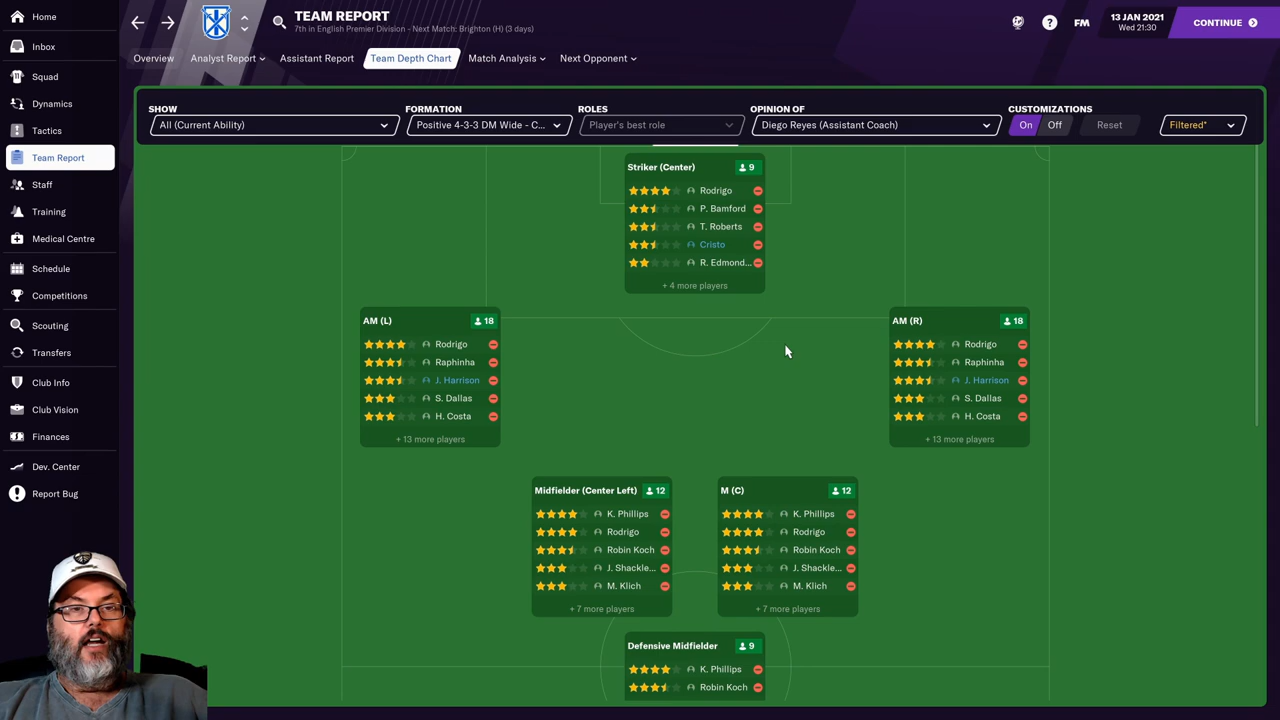 TEAM REPORT
7th in English Premier Division - Next Match: Brighton (H) (3 days)
FM
13 JAN 2021
Wed 21:30
CONTINUE
Home
Inbox
Squad
Dynamics
Tactics
Team Report
Staff
Training
Medical Centre
Schedule
Competitions
Scouting
Transfers
Club Info
Club Vision
Finances
Dev. Center
Report Bug
Overview
Analyst Report
Assistant Report
Team Depth Chart
Match Analysis
Next Opponent
SHOW
All (Current Ability)
FORMATION
Positive 4-3-3 DM Wide - C...
ROLES
Player's best role
OPINION OF
Diego Reyes (Assistant Coach)
CUSTOMIZATIONS
On Off Reset
Filtered*
Striker (Center) 9
Rodrigo
P. Bamford
T. Roberts
Cristo
R. Edmond...
+ 4 more players
AM (L) 18
Rodrigo
Raphinha
J. Harrison
S. Dallas
H. Costa
+ 13 more players
AM (R) 18
Rodrigo
Raphinha
J. Harrison
S. Dallas
H. Costa
+ 13 more players
Midfielder (Center Left) 12
K. Phillips
Rodrigo
Robin Koch
J. Shackle...
M. Klich
+ 7 more players
M (C) 12
K. Phillips
Rodrigo
Robin Koch
J. Shackle...
M. Klich
+ 7 more players
Defensive Midfielder 9
K. Phillips
Robin Koch